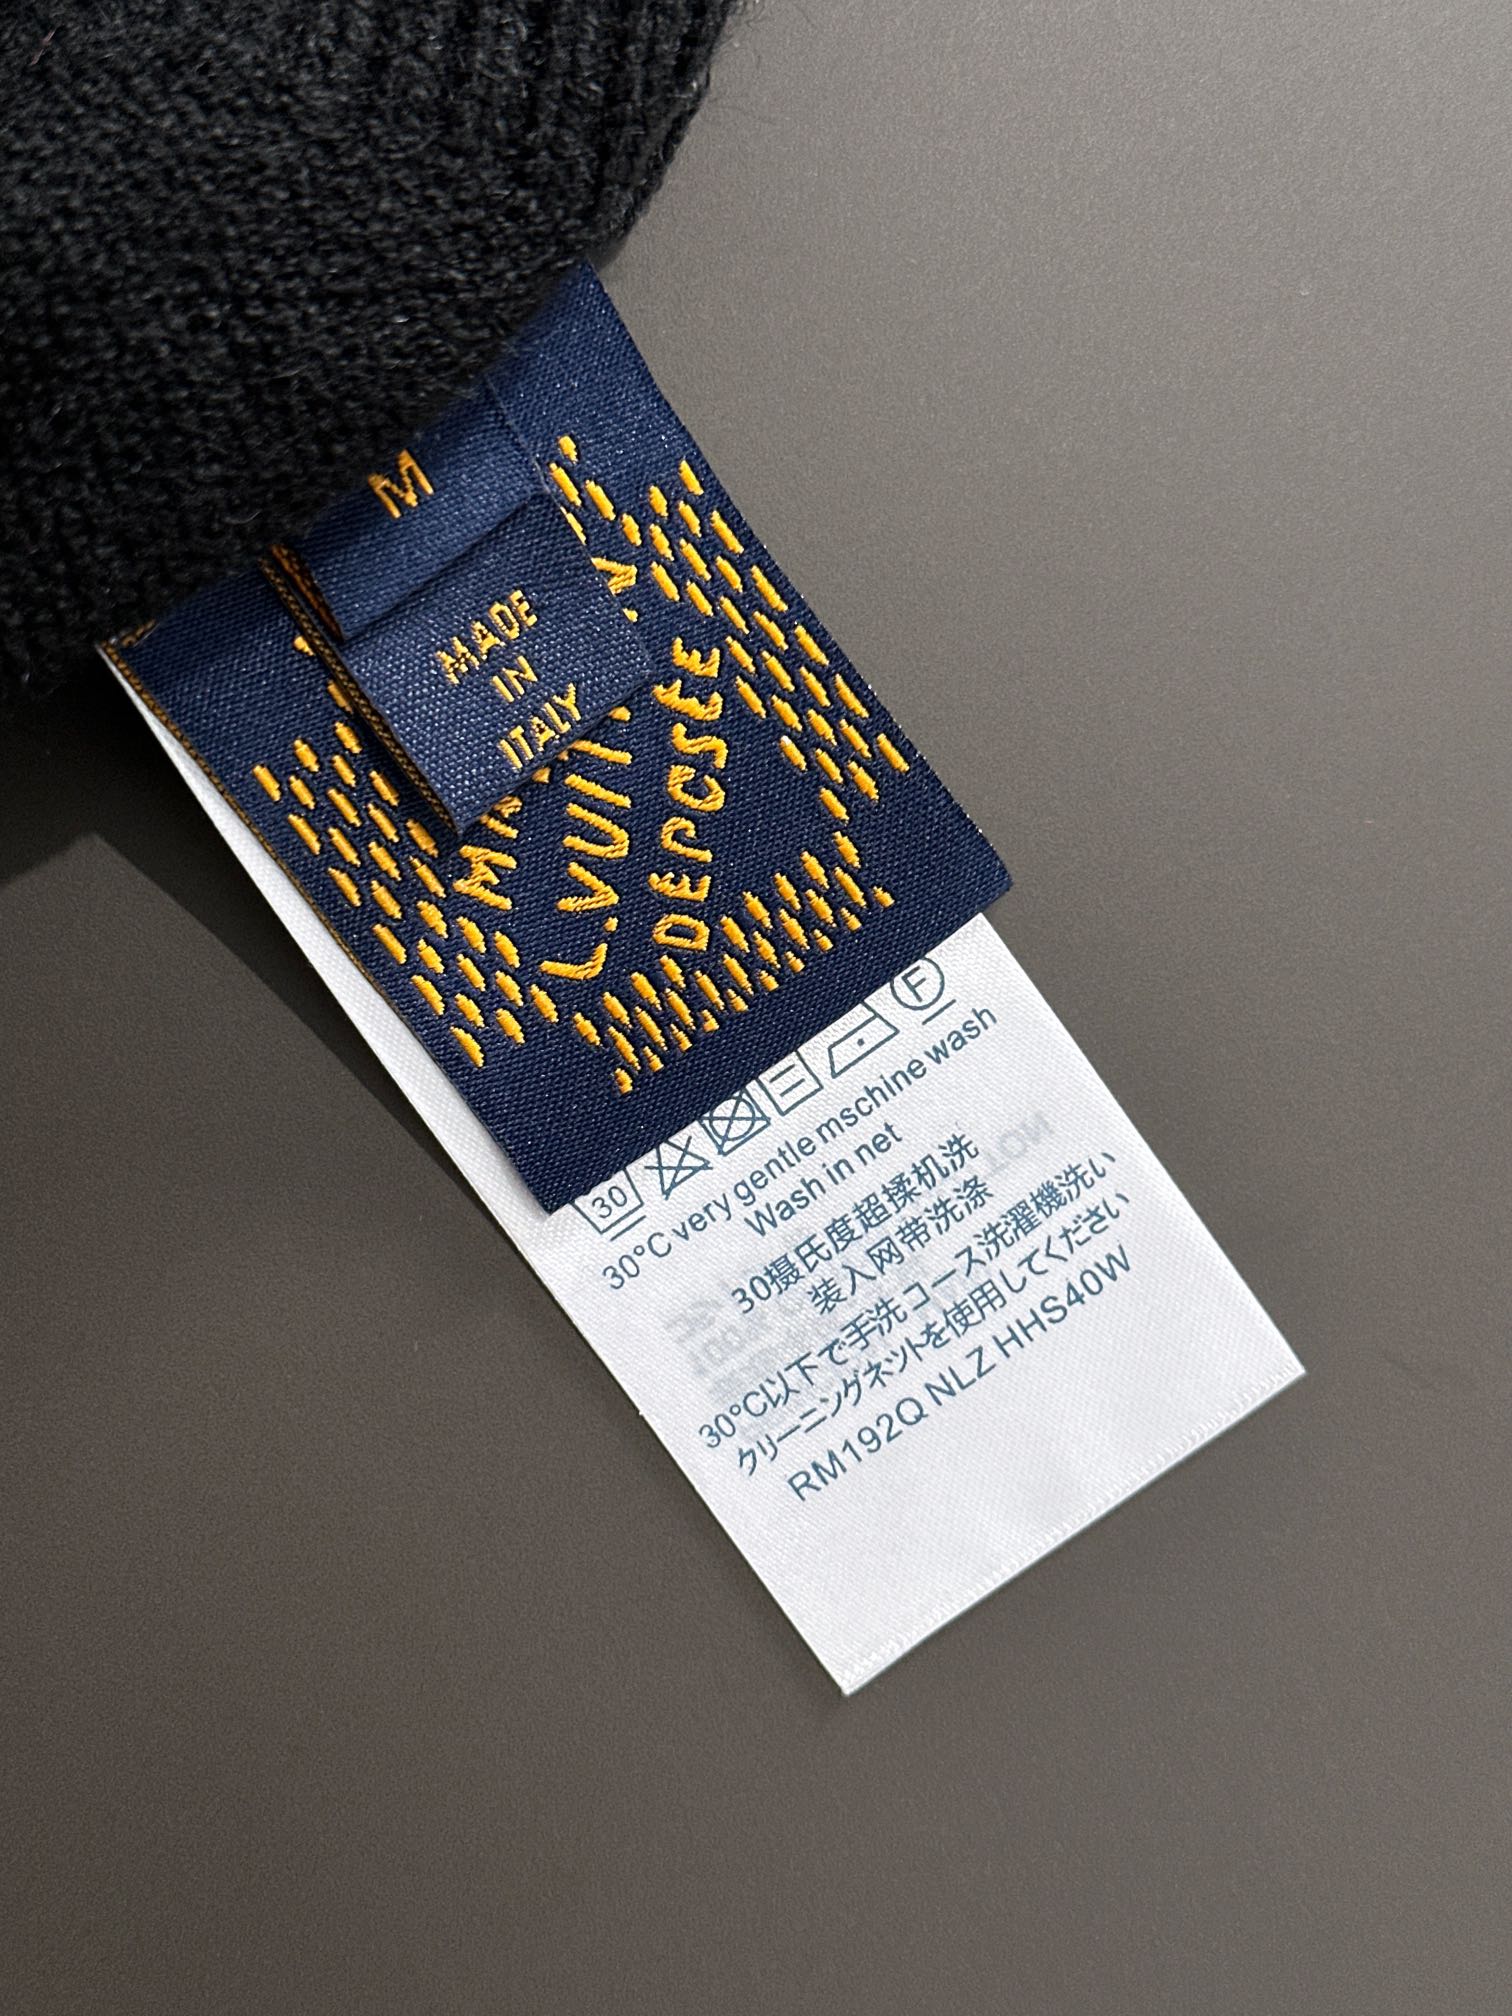 M
MADE
IN
ITALY
L.VUIT
DEPOSÉ
30
F
30°C very gentle mschine wash
Wash in net
30摄氏度超揉机洗
装入网带洗涤
30°C以下で手洗コース洗濯機洗い
クリーニングネットを使用してください
RM192Q NLZ HHS40W